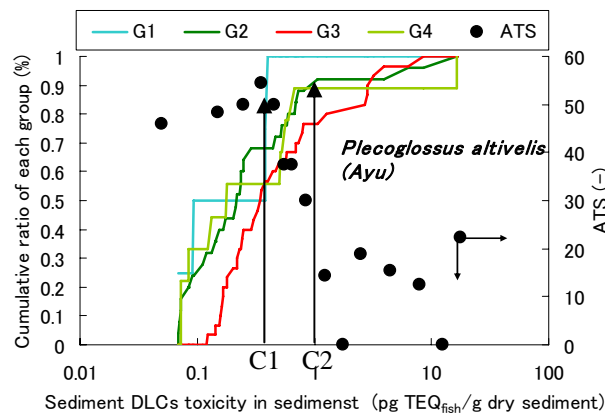 G1 G2 G3 G4 ATS
1 60
0.9
0.8 50
0.7
0.6 40
0.5 30
0.4
0.3 20
0.2
0.1 10
0 0
Cumulative ratio of each group (%)
ATS (-)
Plecoglossus altivelis
(Ayu)
C1 C2
0.01 0.1 1 10 100
Sediment DLCs toxicity in sedimenst (pg TEQfish/g dry sediment)